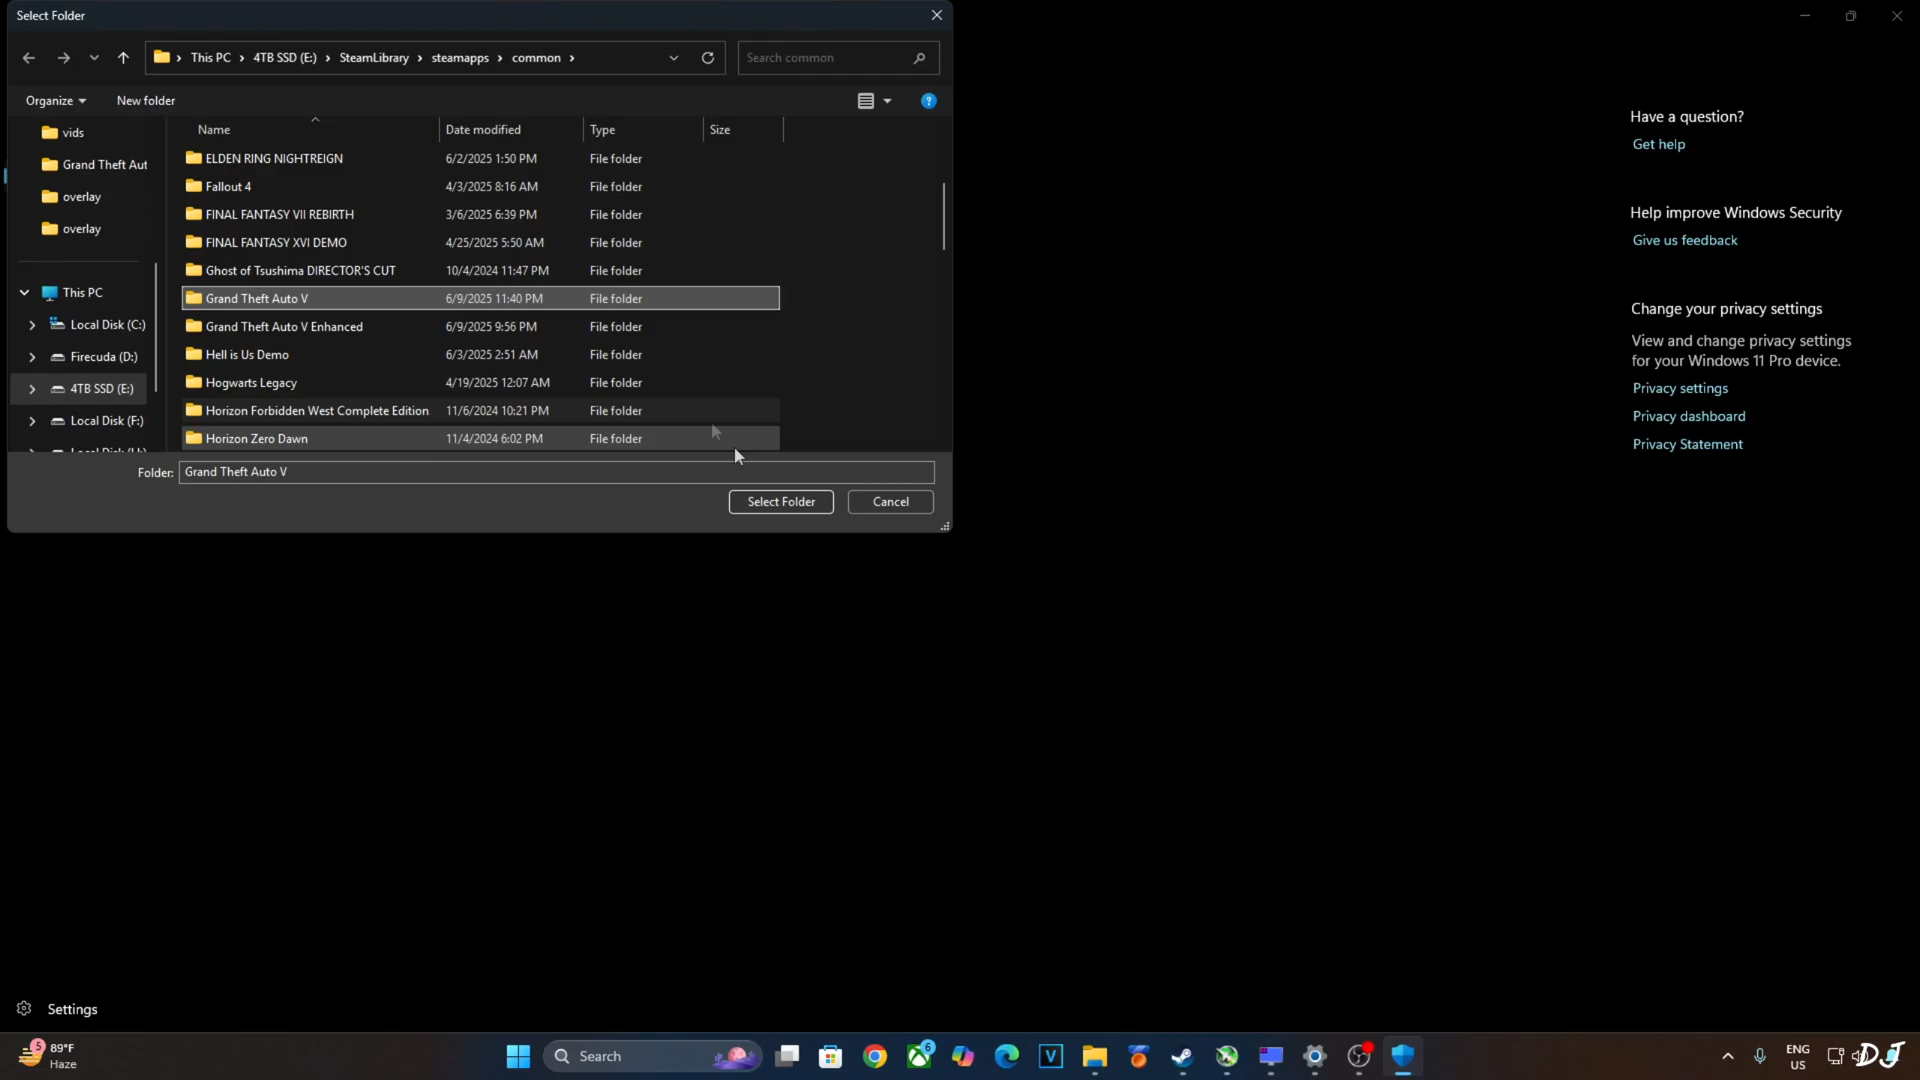 Select Folder
This PC > 4TB SSD (E:) > SteamLibrary > steamapps > common >
Search common
Organize
New folder
Name
Date modified
Type
Size
vids
Grand Theft Aut
overlay
overlay
This PC
Local Disk (C:)
Firecuda (D:)
4TB SSD (E:)
Local Disk (F:)
ELDEN RING NIGHTREIGN 6/2/2025 1:50 PM File folder
Fallout 4 4/3/2025 8:16 AM File folder
FINAL FANTASY VII REBIRTH 3/6/2025 6:39 PM File folder
FINAL FANTASY XVI DEMO 4/25/2025 5:50 AM File folder
Ghost of Tsushima DIRECTOR'S CUT 10/4/2024 11:47 PM File folder
Grand Theft Auto V 6/9/2025 11:40 PM File folder
Grand Theft Auto V Enhanced 6/9/2025 9:56 PM File folder
Hell is Us Demo 6/3/2025 2:51 AM File folder
Hogwarts Legacy 4/19/2025 12:07 AM File folder
Horizon Forbidden West Complete Edition 11/6/2024 10:21 PM File folder
Horizon Zero Dawn 11/4/2024 6:02 PM File folder
Folder: Grand Theft Auto V
Select Folder
Cancel
Have a question?
Get help
Help improve Windows Security
Give us feedback
Change your privacy settings
View and change privacy settings
for your Windows 11 Pro device.
Privacy settings
Privacy dashboard
Privacy Statement
Settings
5
89°F
Haze
Search
6
V
ENG
US
DJ